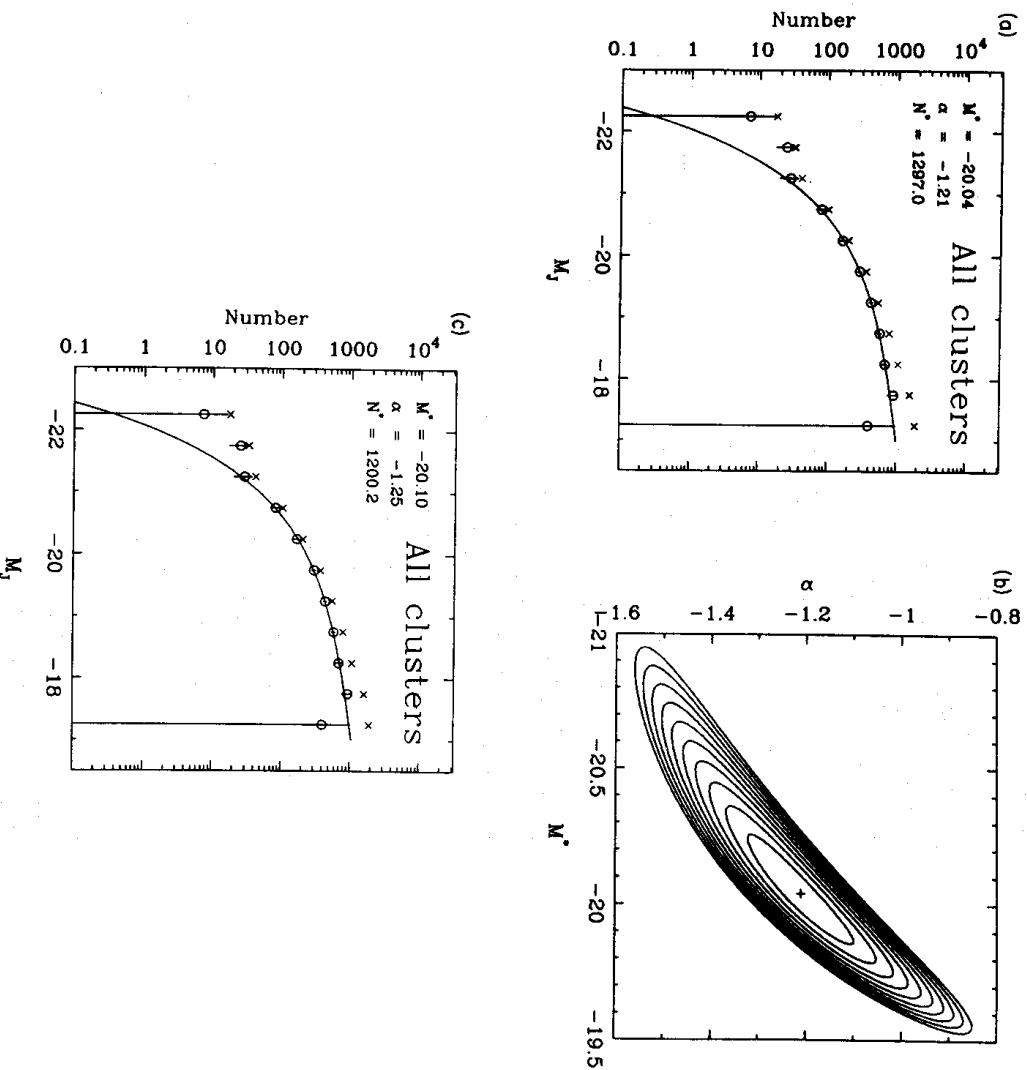 (a)
Number
10⁴
1000
100
10
1
0.1
M* = -20.04
α = -1.21
N* = 1297.0
All clusters
-22
-20
-18
M_J
(b)
α
-0.8
-1
-1.2
-1.4
-1.6
-21
-20.5
-20
-19.5
M*
(c)
Number
10⁴
1000
100
10
1
0.1
M* = -20.10
α = -1.25
N* = 1200.2
All clusters
-22
-20
-18
M_J